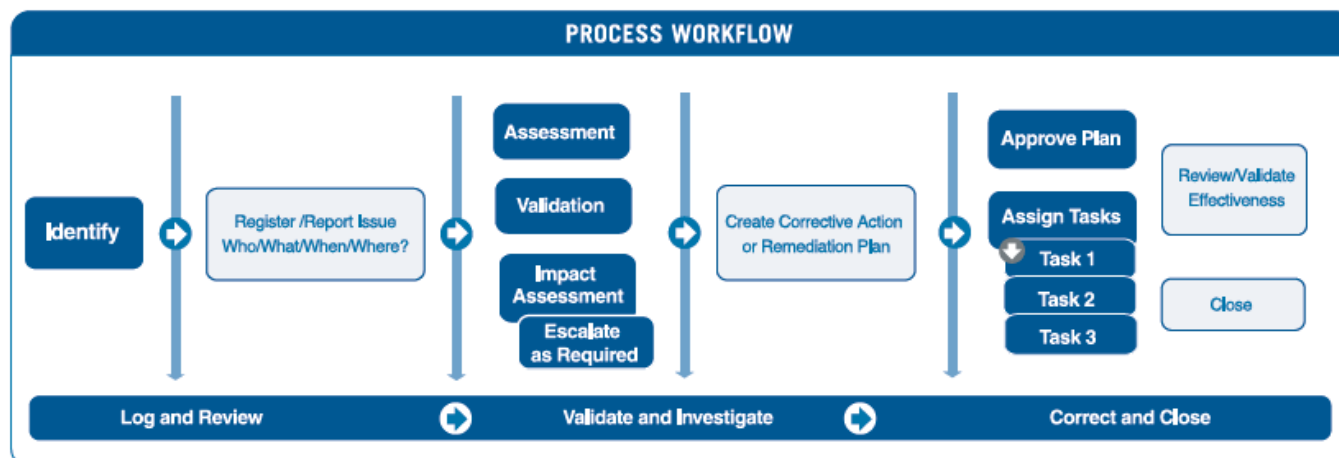 PROCESS WORKFLOW
Identify
Register /Report Issue
Who/What/When/Where?
Assessment
Validation
Impact
Assessment
Escalate
as Required
Create Corrective Action
or Remediation Plan
Approve Plan
Assign Tasks
Task 1
Task 2
Task 3
Review/Validate
Effectiveness
Close
Log and Review
Validate and Investigate
Correct and Close